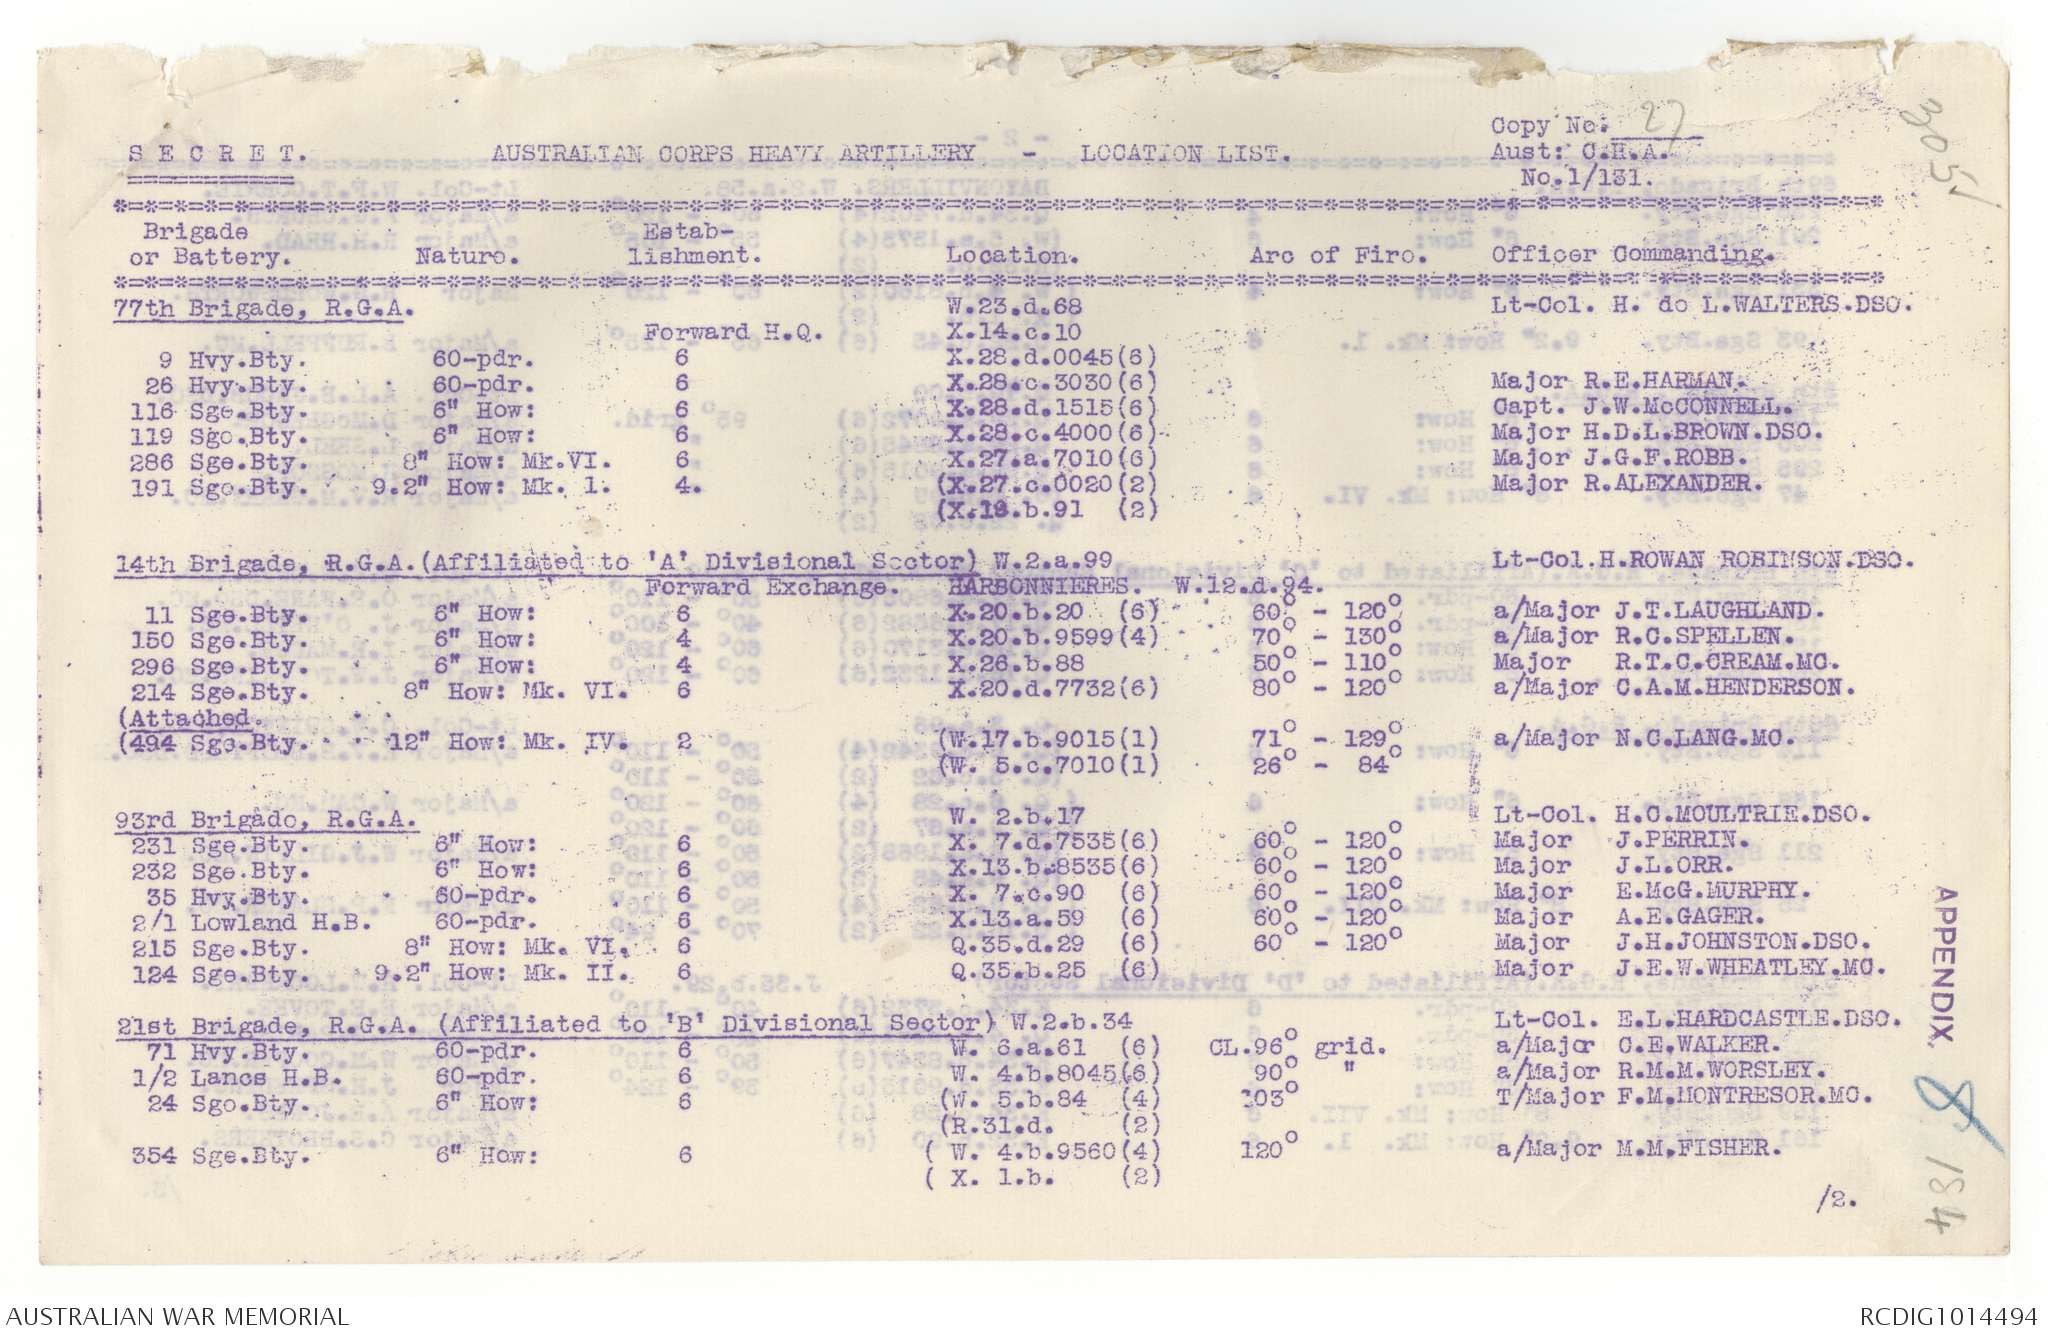 Copy No: 27
S E C R E T. AUSTRALIAN CORPS HEAVY ARTILLERY - LOCATION LIST. Aust: C.H.A.
No.1/131.
Brigade or Battery. Nature. Estab-lishment. Location. Arc of Fire. Officer Commanding.
77th Brigade, R.G.A. W.23.d.68 Lt-Col. H. de L.WALTERS.DSO.
Forward H.Q. X.14.c.10
9 Hvy.Bty. 60-pdr. 6 X.28.d.0045(6)
26 Hvy.Bty. 60-pdr. 6 X.28.c.3030(6) Major R.E.HARMAN.
116 Sge.Bty. 6" How: 6 X.28.d.1515(6) Capt. J.W.McCONNELL.
119 Sge.Bty. 6" How: 6 X.28.c.4000(6) Major H.D.L.BROWN.DSO.
286 Sge.Bty. 8" How: Mk.VI. 6 X.27.a.7010(6) Major J.G.F.ROBB.
191 Sge.Bty. 9.2" How: Mk. 1. 4. (X.27.c.0020(2) Major R.ALEXANDER.
(X.18.b.91 (2)
14th Brigade, R.G.A.(Affiliated to 'A' Divisional Sector) W.2.a.99 Lt-Col.H.ROWAN ROBINSON.DSO.
Forward Exchange. HARBONNIERES. W.12.d.94.
11 Sge.Bty. 6" How: 6 X.20.b.20 (6) 60° - 120° a/Major J.T.LAUGHLAND.
150 Sge.Bty. 6" How: 4 X.20.b.9599(4) 70° - 130° a/Major R.C.SPELLEN.
296 Sge.Bty. 6" How: 4 X.26.b.88 50° - 110° Major R.T.C.CREAM.MC.
214 Sge.Bty. 8" How: Mk. VI. 6 X.20.d.7732(6) 80° - 120° a/Major C.A.M.HENDERSON.
(Attached.
(494 Sge.Bty. 12" How: Mk. IV. 2 (W.17.b.9015(1) 71° - 129° a/Major N.C.LANG.MC.
(W. 5.c.7010(1) 26° - 84°
93rd Brigade, R.G.A. W. 2.b.17 Lt-Col. H.C.MOULTRIE.DSO.
231 Sge.Bty. 6" How: 6 X. 7.d.7535(6) 60° - 120° Major J.PERRIN.
232 Sge.Bty. 6" How: 6 X.13.b.8535(6) 60° - 120° Major J.L.ORR.
35 Hvy.Bty. 60-pdr. 6 X. 7.c.90 (6) 60° - 120° Major E.McG.MURPHY.
2/1 Lowland H.B. 60-pdr. 6 X.13.a.59 (6) 60° - 120° Major A.E.GAGER.
215 Sge.Bty. 8" How: Mk. VI. 6 Q.35.d.29 (6) 60° - 120° Major J.H.JOHNSTON.DSO.
124 Sge.Bty. 9.2" How: Mk. II. 6 Q.35.b.25 (6) Major J.E.W.WHEATLEY.MC.
21st Brigade, R.G.A. (Affiliated to 'B' Divisional Sector) W.2.b.34 Lt-Col. E.L.HARDCASTLE.DSO.
71 Hvy.Bty. 60-pdr. 6 W. 6.a.61 (6) CL.96° grid. a/Major C.E.WALKER.
1/2 Lancs H.B. 60-pdr. 6 W. 4.b.8045(6) 90° " a/Major R.M.M.WORSLEY.
24 Sge.Bty. 6" How: 6 (W. 5.b.84 (4) 103° T/Major F.M.MONTRESOR.MC.
(R.31.d. (2)
354 Sge.Bty. 6" How: 6 ( W. 4.b.9560(4) 120° a/Major M.M.FISHER.
( X. 1.b. (2)
/2.
APPENDIX. 8
184
AUSTRALIAN WAR MEMORIAL RCDIG1014494